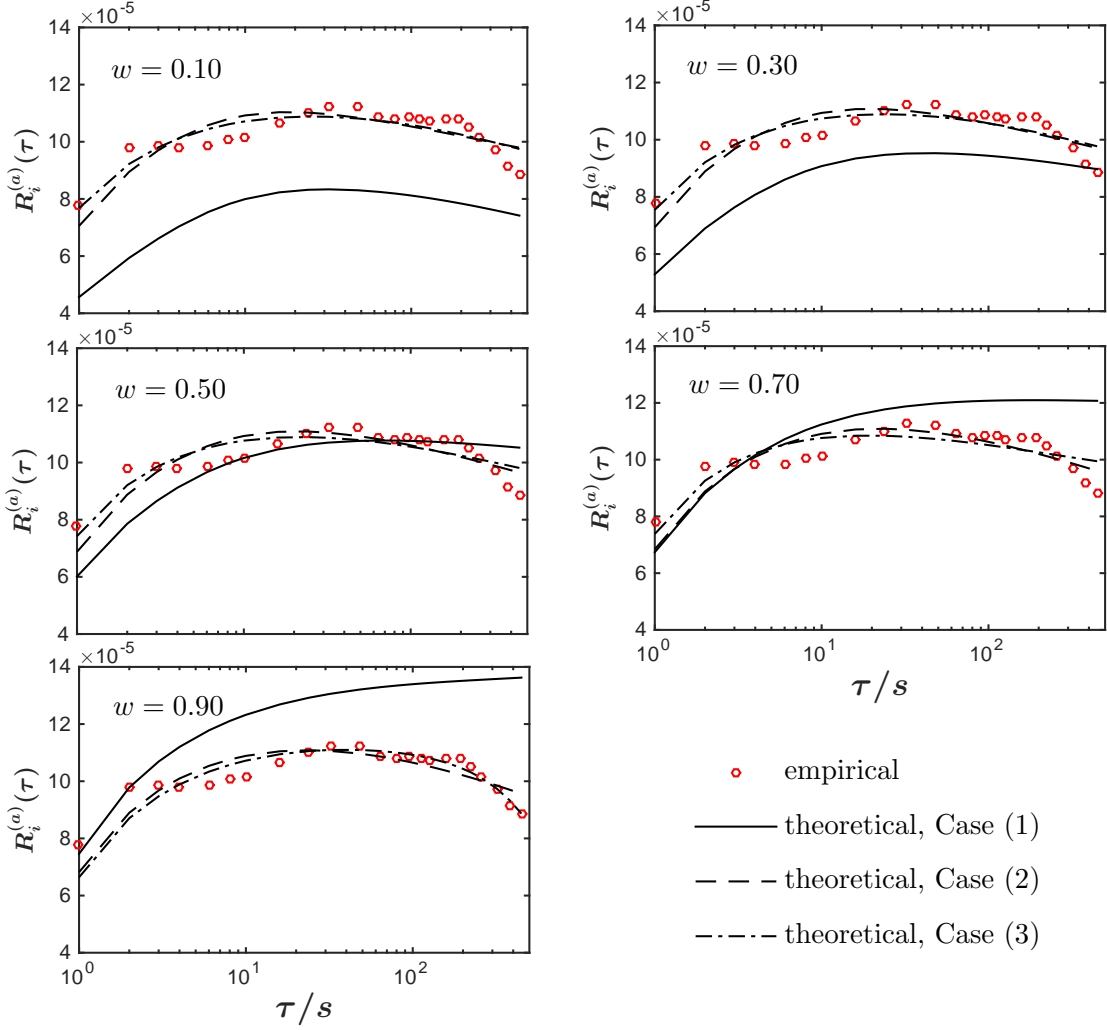 ×10⁻⁵
14
12
10
8
6
4
R_i^{(a)}(τ)
w = 0.10
×10⁻⁵
14
12
10
8
6
4
R_i^{(a)}(τ)
w = 0.30
×10⁻⁵
14
12
10
8
6
4
R_i^{(a)}(τ)
w = 0.50
×10⁻⁵
14
12
10
8
6
4
R_i^{(a)}(τ)
w = 0.70
10⁰ 10¹ 10²
τ/s
×10⁻⁵
14
12
10
8
6
4
R_i^{(a)}(τ)
w = 0.90
10⁰ 10¹ 10²
τ/s
empirical
theoretical, Case (1)
theoretical, Case (2)
theoretical, Case (3)